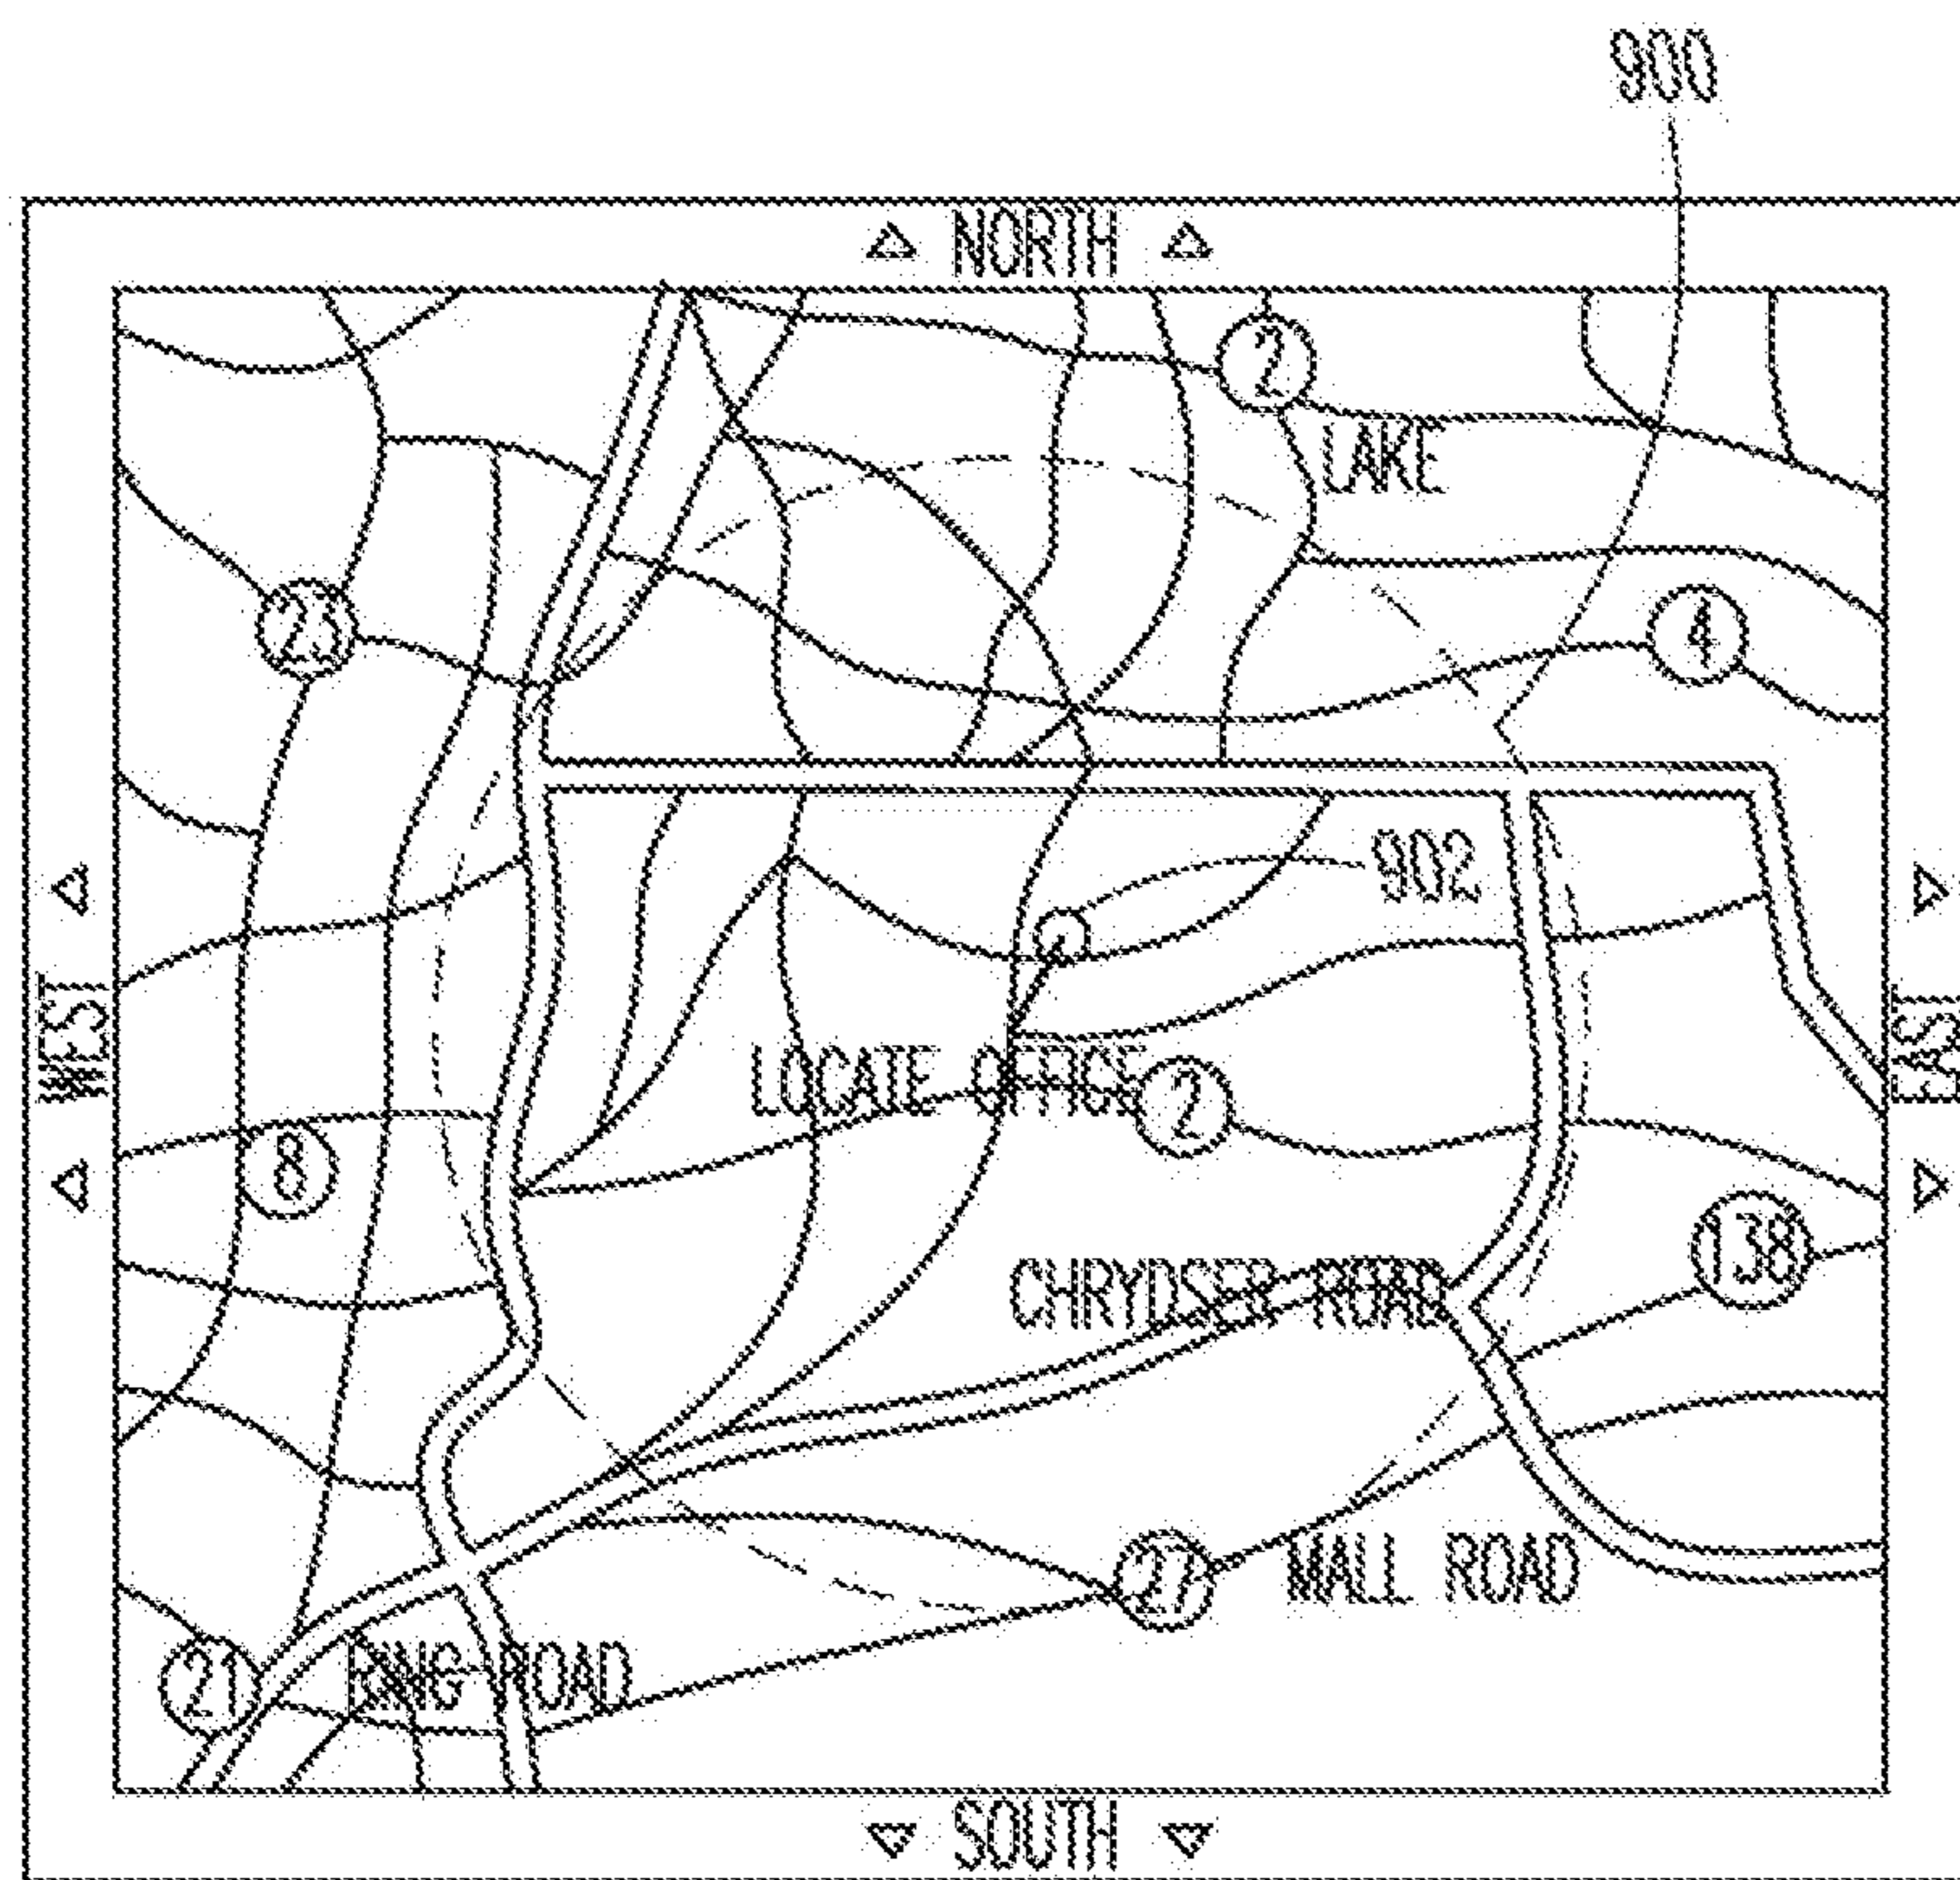 900
NORTH
2
LAKE
23
4
902
WEST
EAST
LOCATE OFFICE
2
8
138
CHRYDSER ROAD
27
MALL ROAD
21
ROAD
SOUTH